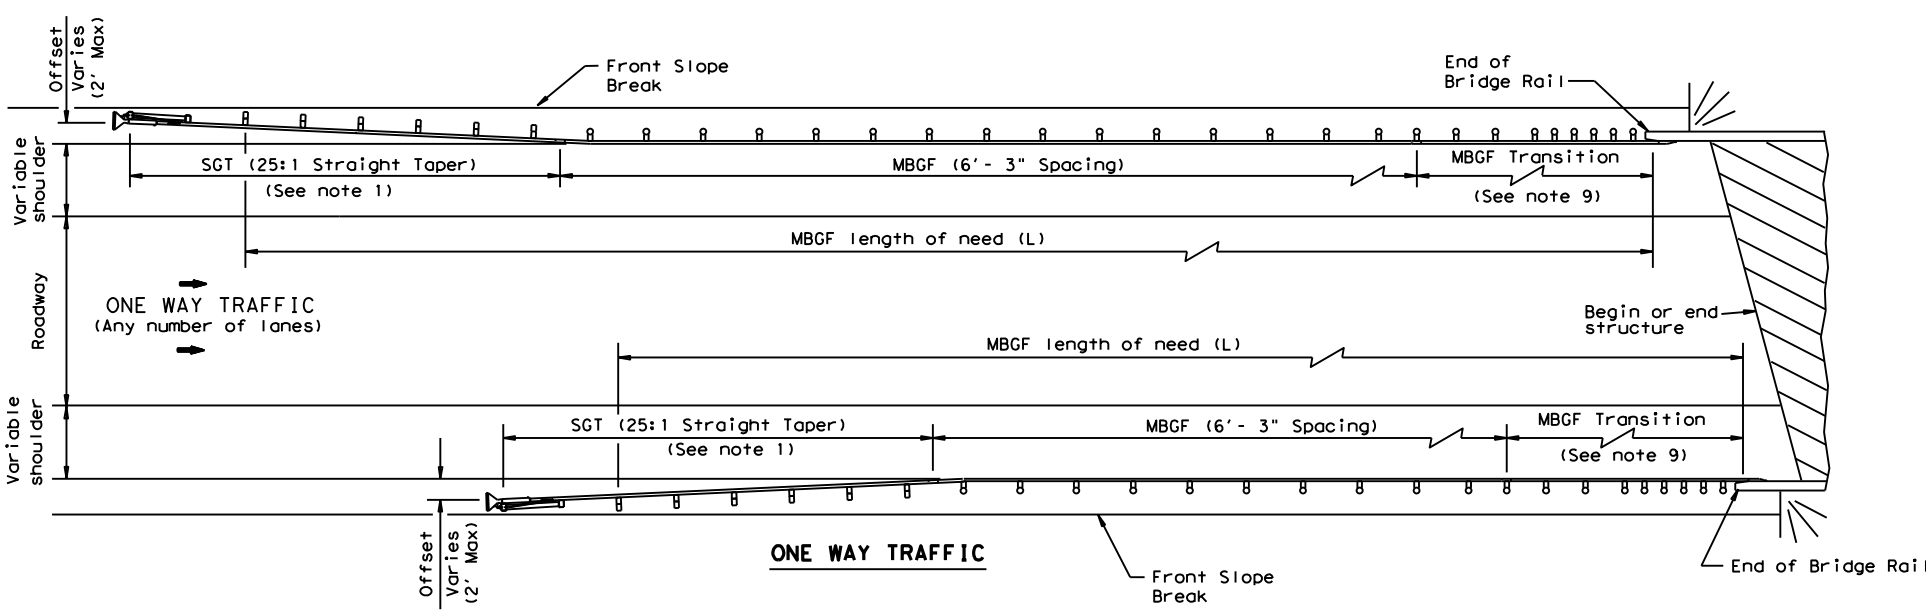 Offset
Varies
(2' Max)
Front Slope
Break
End of
Bridge Rail
Variable
shoulder
SGT (25:1 Straight Taper)
(See note 1)
MBGF (6'- 3" Spacing)
MBGF Transition
(See note 9)
MBGF length of need (L)
Roadway
ONE WAY TRAFFIC
(Any number of lanes)
Begin or end
structure
MBGF length of need (L)
Variable
shoulder
SGT (25:1 Straight Taper)
(See note 1)
MBGF (6'- 3" Spacing)
MBGF Transition
(See note 9)
Offset
Varies
(2' Max)
ONE WAY TRAFFIC
Front Slope
Break
End of Bridge Rail